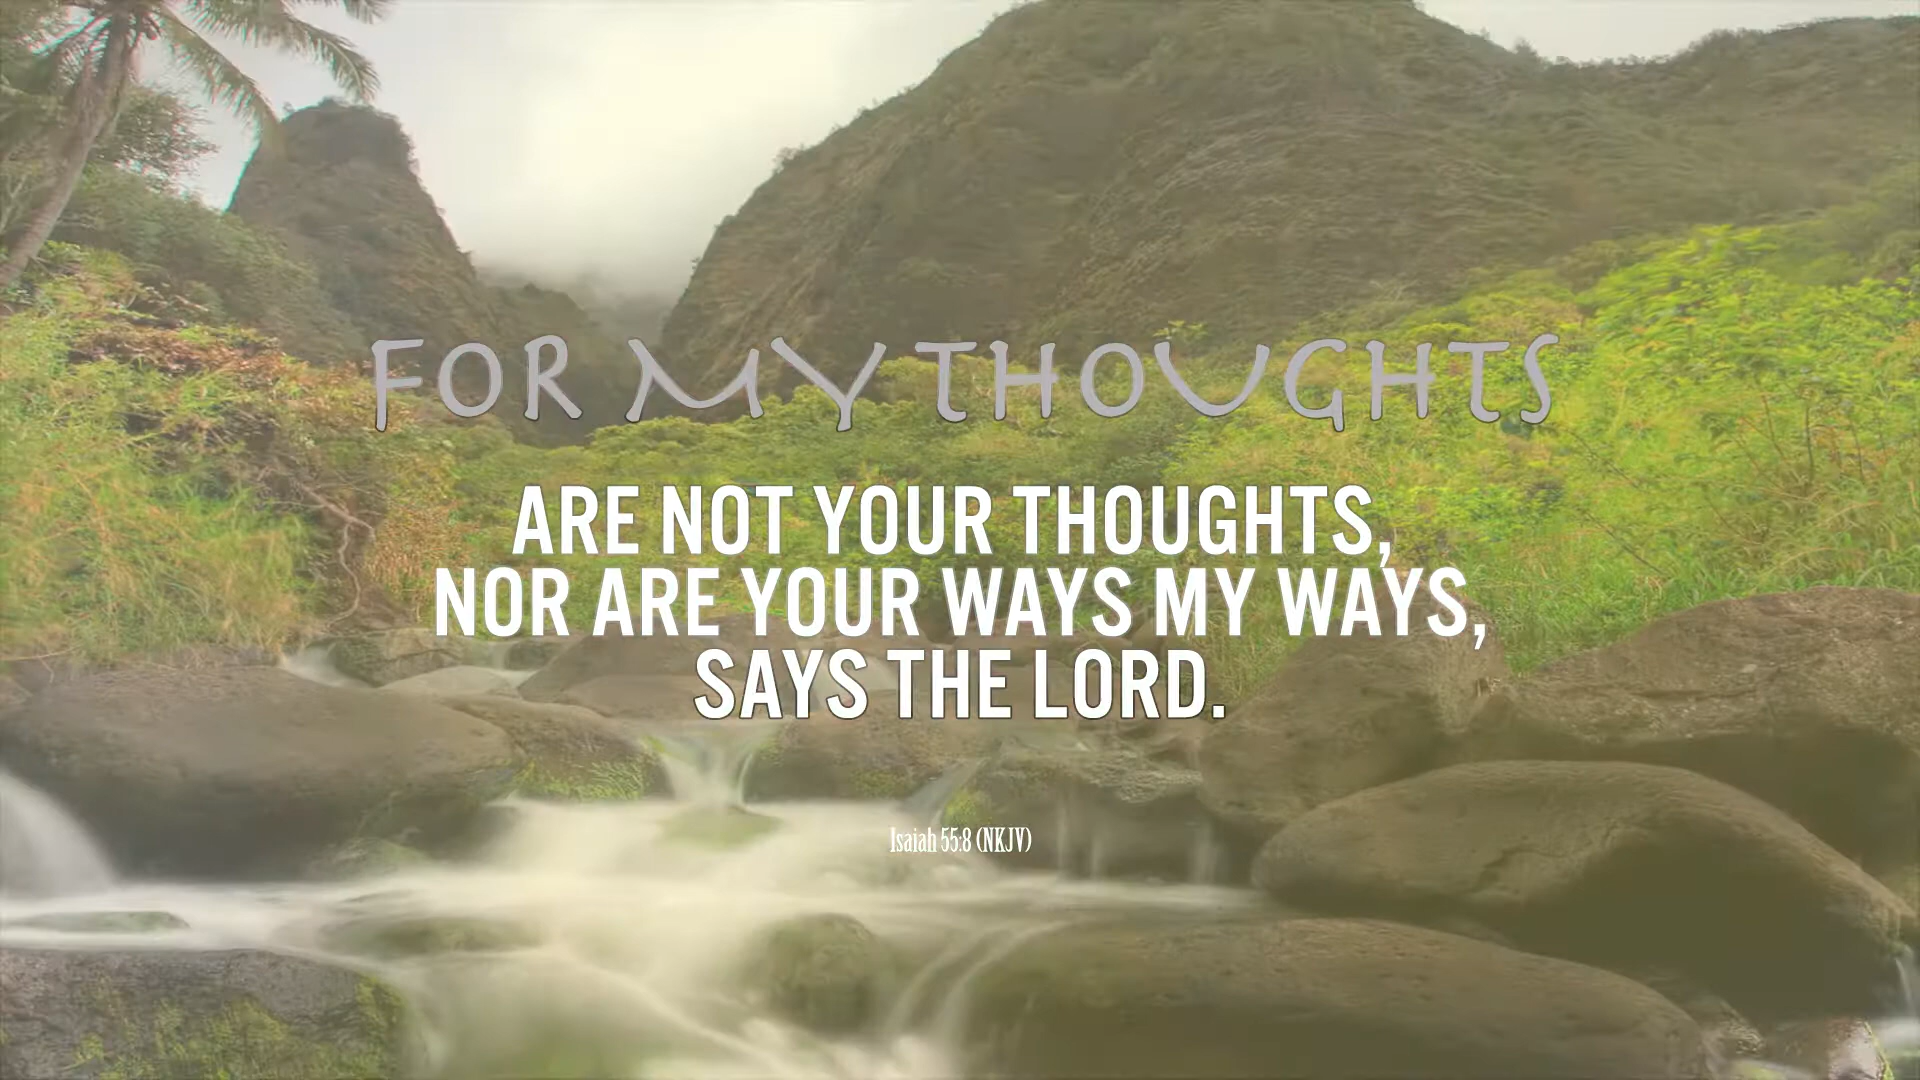 FOR MY THOUGHTS
ARE NOT YOUR THOUGHTS,
NOR ARE YOUR WAYS MY WAYS,
SAYS THE LORD.
Isaiah 55:8 (NKJV)